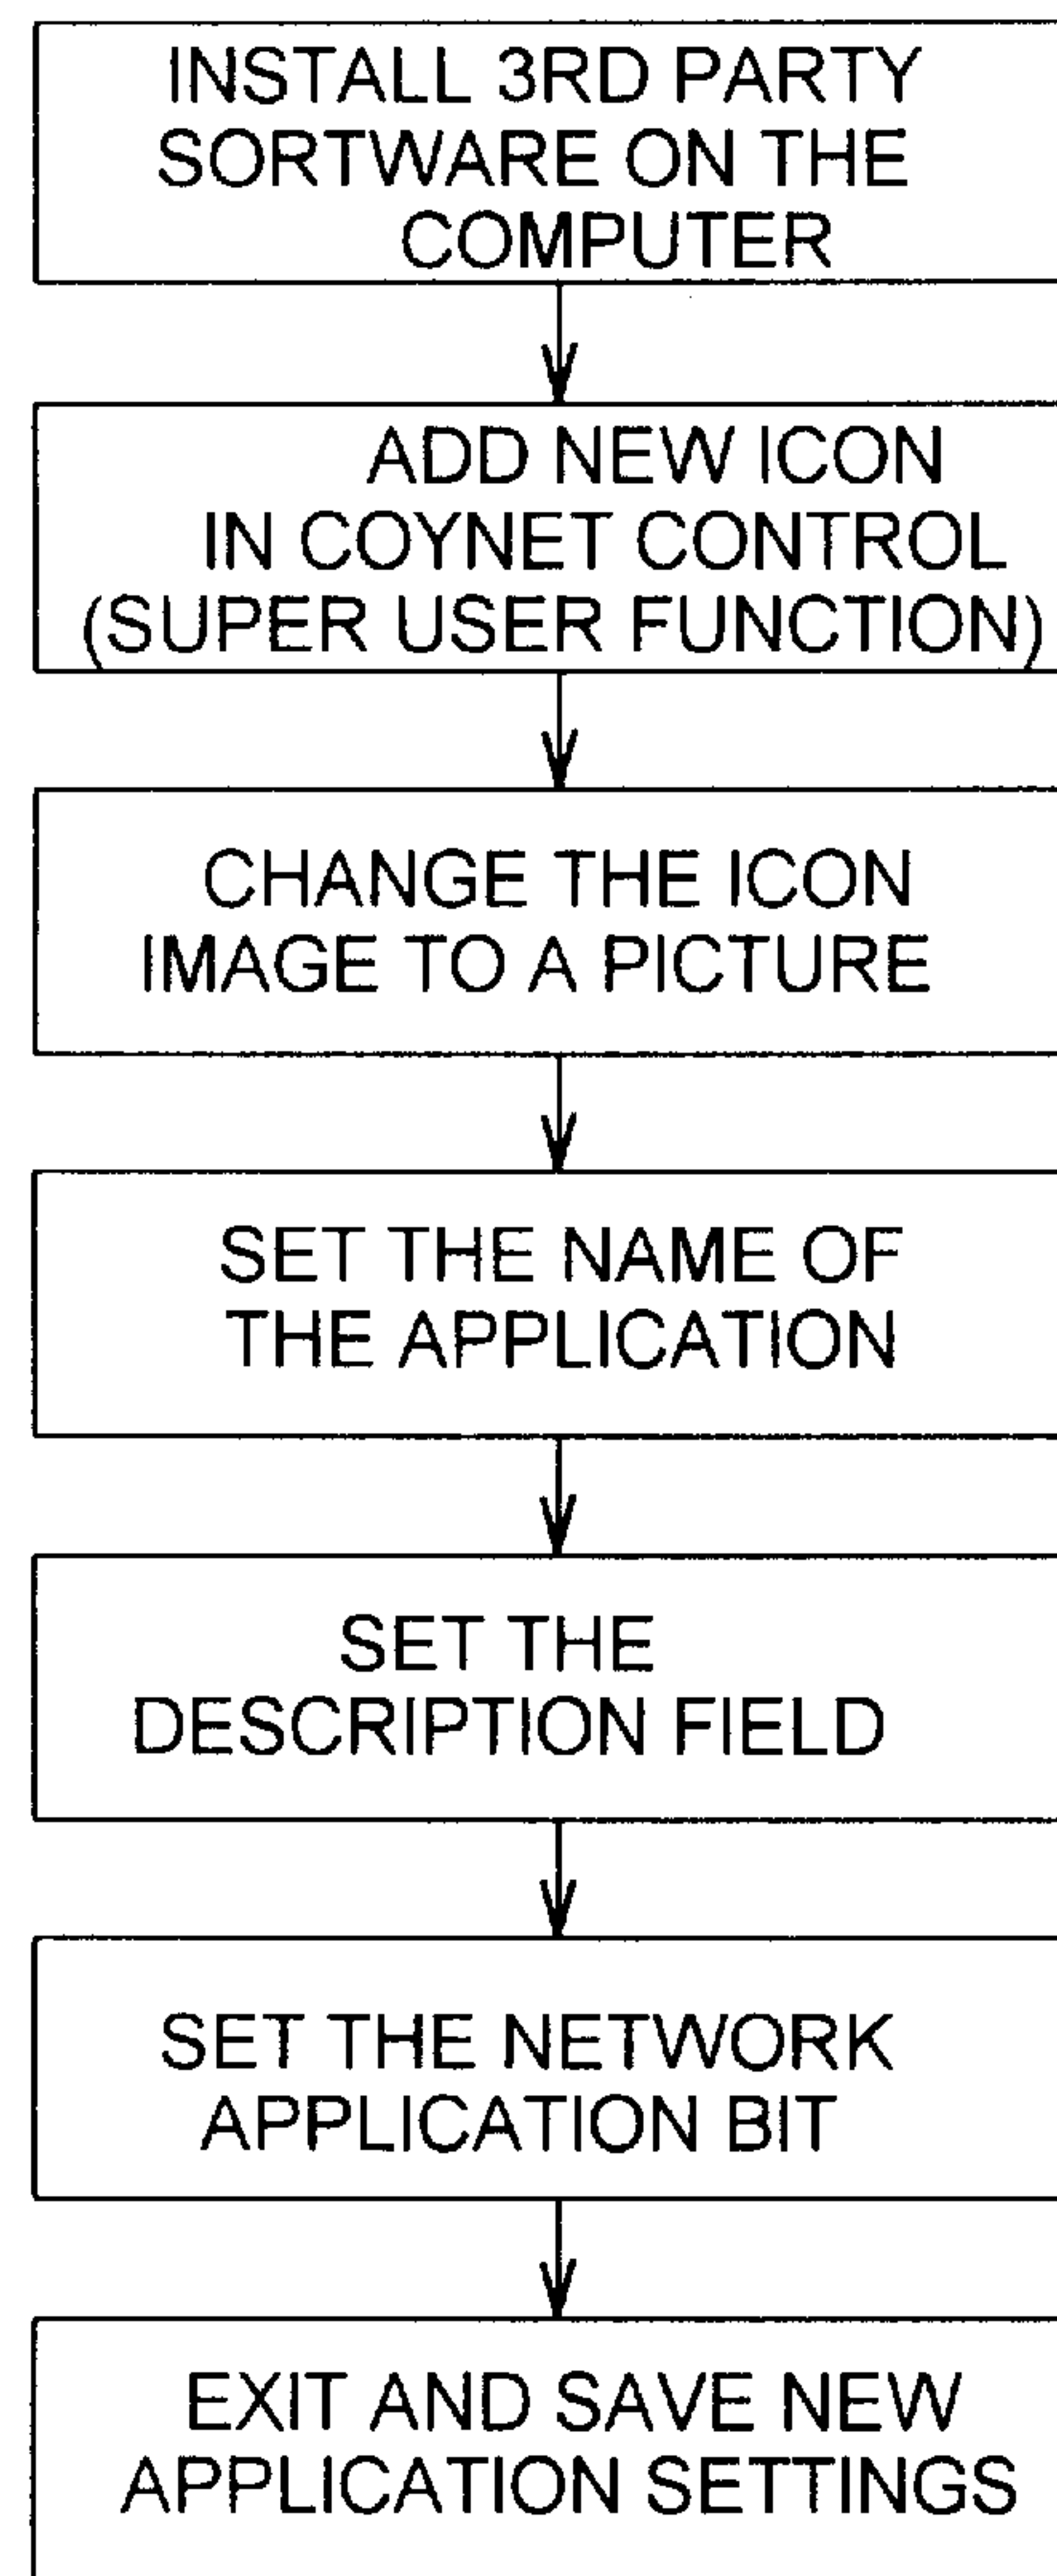 INSTALL 3RD PARTY
SORTWARE ON THE
COMPUTER
ADD NEW ICON
IN COYNET CONTROL
(SUPER USER FUNCTION)
CHANGE THE ICON
IMAGE TO A PICTURE
SET THE NAME OF
THE APPLICATION
SET THE
DESCRIPTION FIELD
SET THE NETWORK
APPLICATION BIT
EXIT AND SAVE NEW
APPLICATION SETTINGS